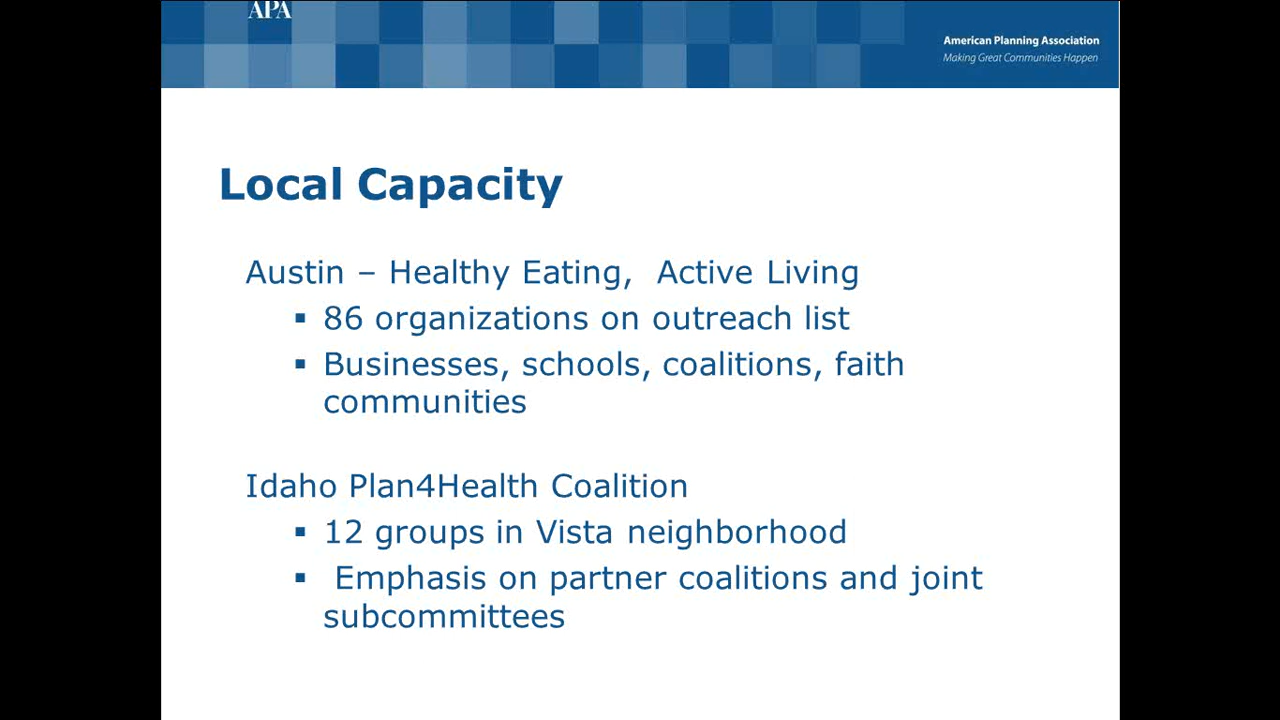 APA
American Planning Association
Making Great Communities Happen
Local Capacity
Austin – Healthy Eating,  Active Living
▪ 86 organizations on outreach list
▪ Businesses, schools, coalitions, faith
communities
Idaho Plan4Health Coalition
▪ 12 groups in Vista neighborhood
▪ Emphasis on partner coalitions and joint
subcommittees